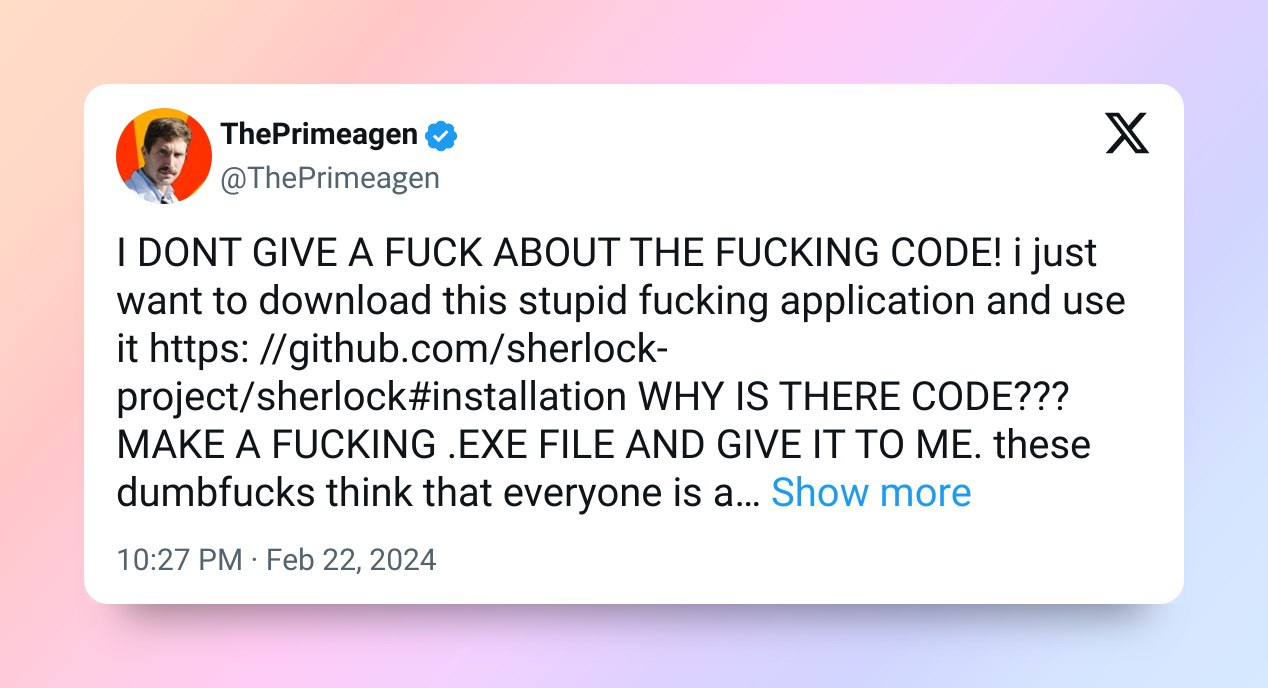 ThePrimeagen
@ThePrimeagen
I DONT GIVE A FUCK ABOUT THE FUCKING CODE! i just
want to download this stupid fucking application and use
it https: //github.com/sherlock-
project/sherlock#installation WHY IS THERE CODE???
MAKE A FUCKING .EXE FILE AND GIVE IT TO ME. these
dumbfucks think that everyone is a... Show more
10:27 PM · Feb 22, 2024